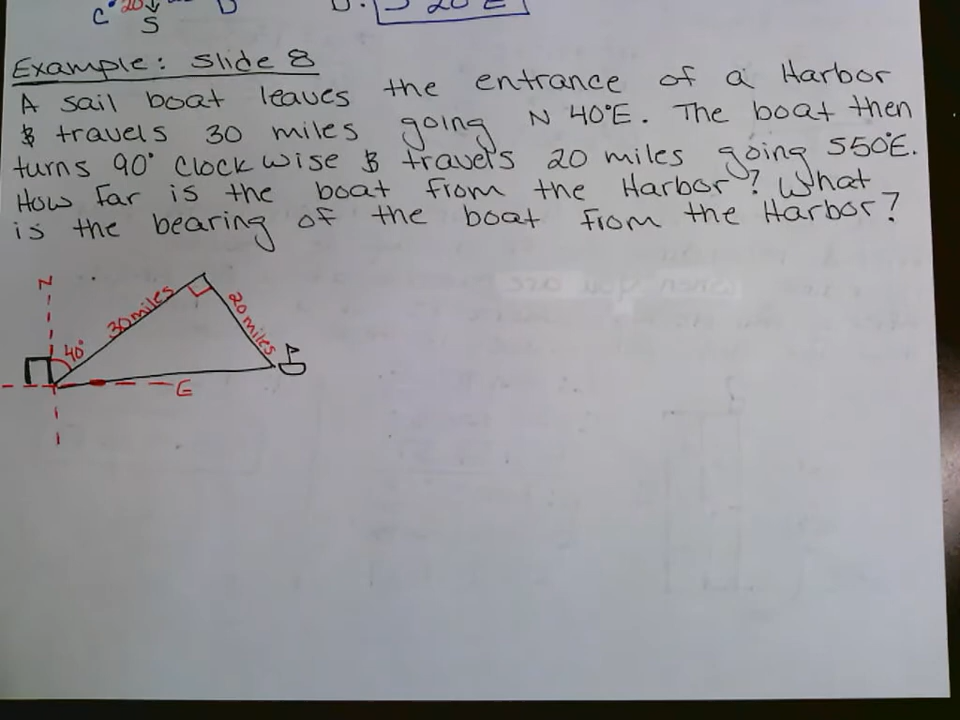 C 20 D D. S 20 E
S
Example: Slide 8
A sail boat leaves the entrance of a Harbor
& travels 30 miles going N 40°E. The boat then
turns 90° clockwise & travels 20 miles going S50°E.
How far is the boat from the Harbor? What
is the bearing of the boat from the Harbor?
N
30 miles
20 miles
40°
E